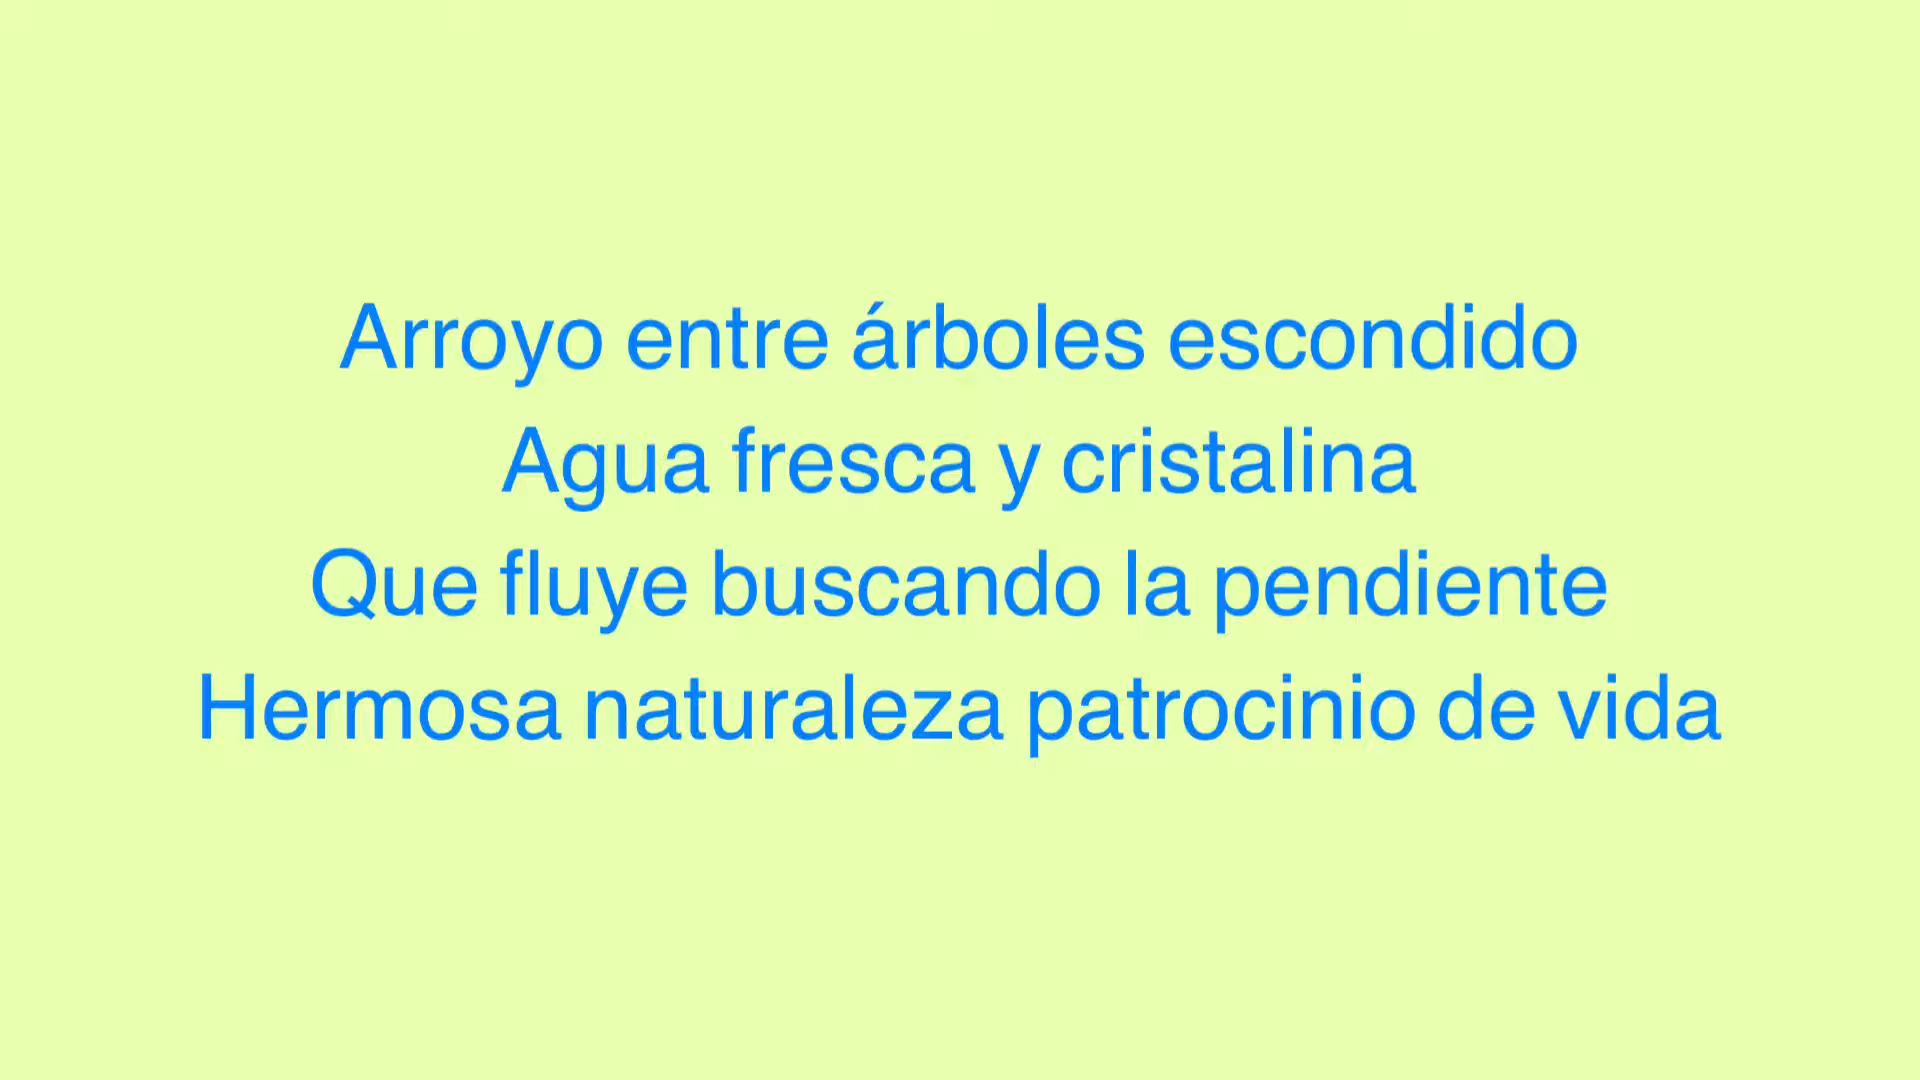 Arroyo entre árboles escondido
Agua fresca y cristalina
Que fluye buscando la pendiente
Hermosa naturaleza patrocinio de vida